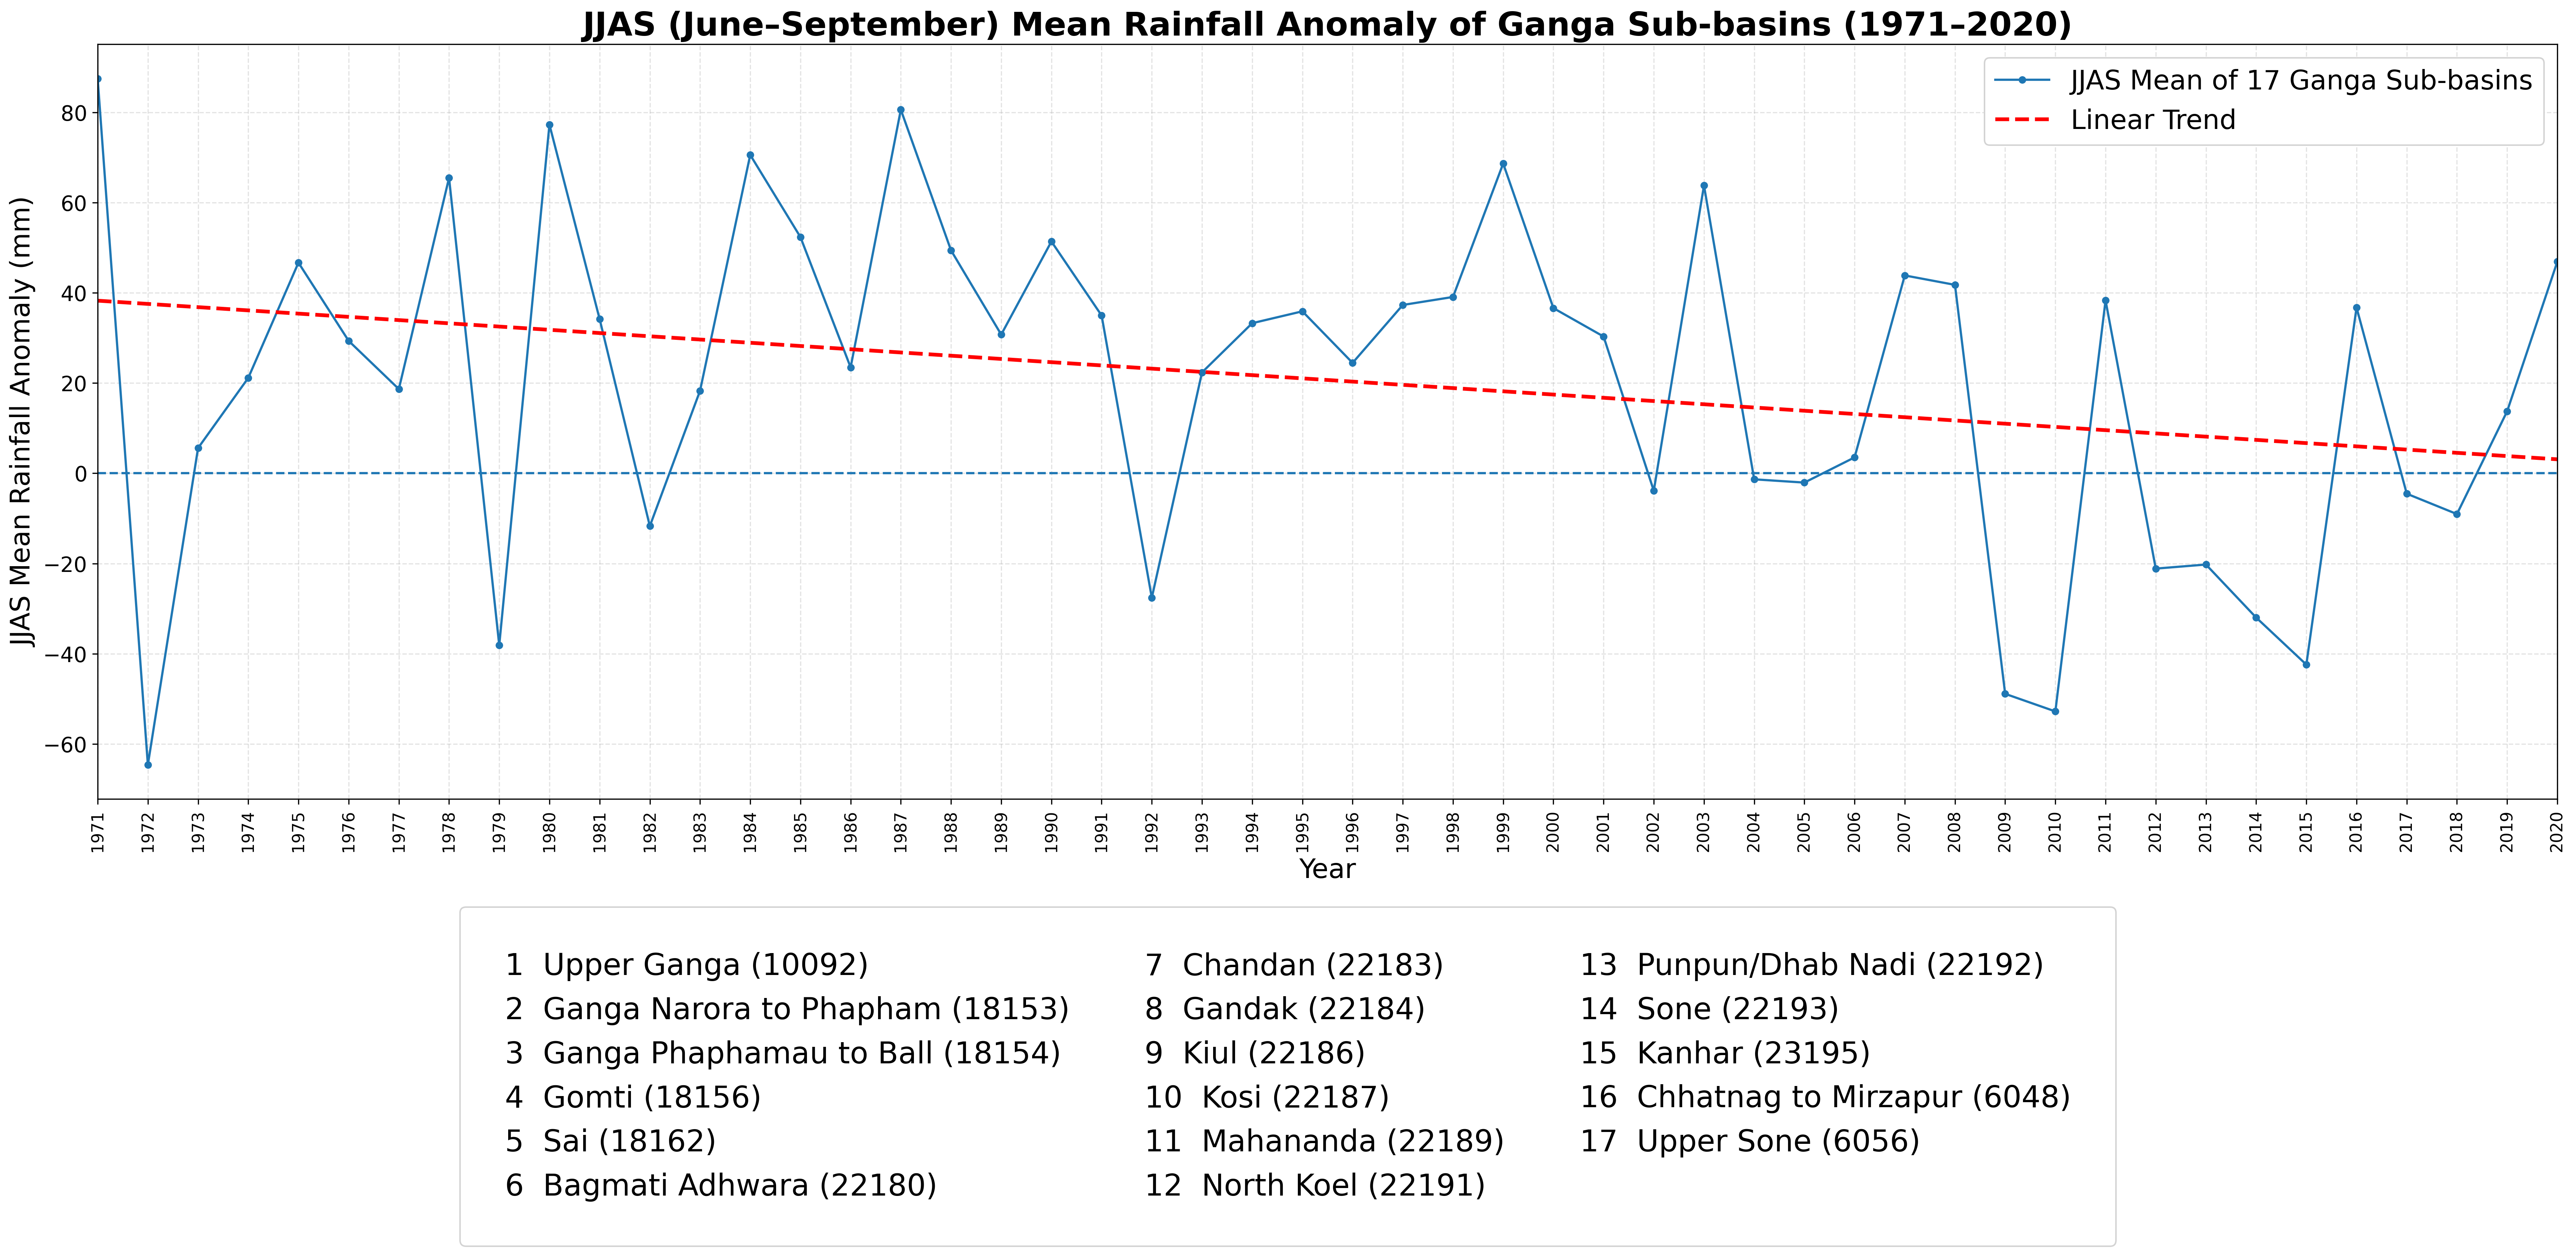 JJAS (June–September) Mean Rainfall Anomaly of Ganga Sub-basins (1971–2020)
JJAS Mean of 17 Ganga Sub-basins
Linear Trend
JJAS Mean Rainfall Anomaly (mm)
80
60
40
20
0
−20
−40
−60
1971
1972
1973
1974
1975
1976
1977
1978
1979
1980
1981
1982
1983
1984
1985
1986
1987
1988
1989
1990
1991
1992
1993
1994
1995
1996
1997
1998
1999
2000
2001
2002
2003
2004
2005
2006
2007
2008
2009
2010
2011
2012
2013
2014
2015
2016
2017
2018
2019
2020
Year
1 Upper Ganga (10092)
2 Ganga Narora to Phapham (18153)
3 Ganga Phaphamau to Ball (18154)
4 Gomti (18156)
5 Sai (18162)
6 Bagmati Adhwara (22180)
7 Chandan (22183)
8 Gandak (22184)
9 Kiul (22186)
10 Kosi (22187)
11 Mahananda (22189)
12 North Koel (22191)
13 Punpun/Dhab Nadi (22192)
14 Sone (22193)
15 Kanhar (23195)
16 Chhatnag to Mirzapur (6048)
17 Upper Sone (6056)